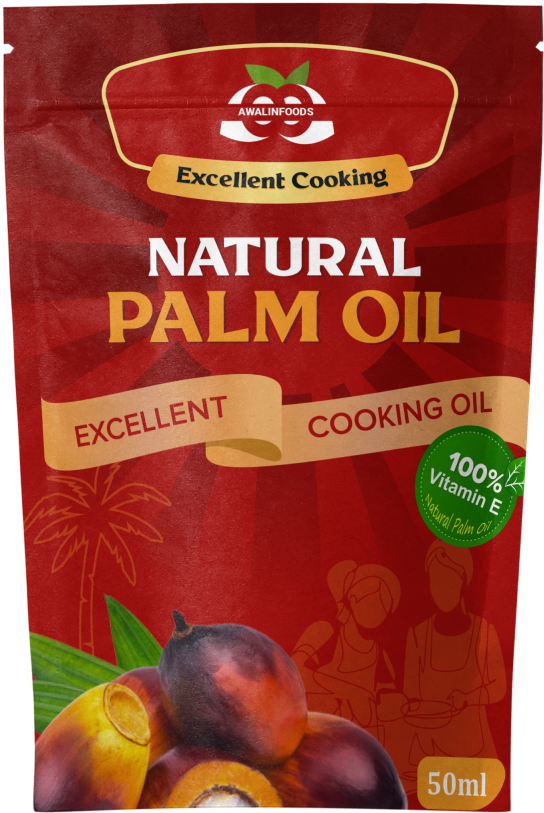 AWALINFOODS
Excellent Cooking
NATURAL
PALM OIL
EXCELLENT
COOKING OIL
100%
Vitamin E
Natural Palm Oil
50ml